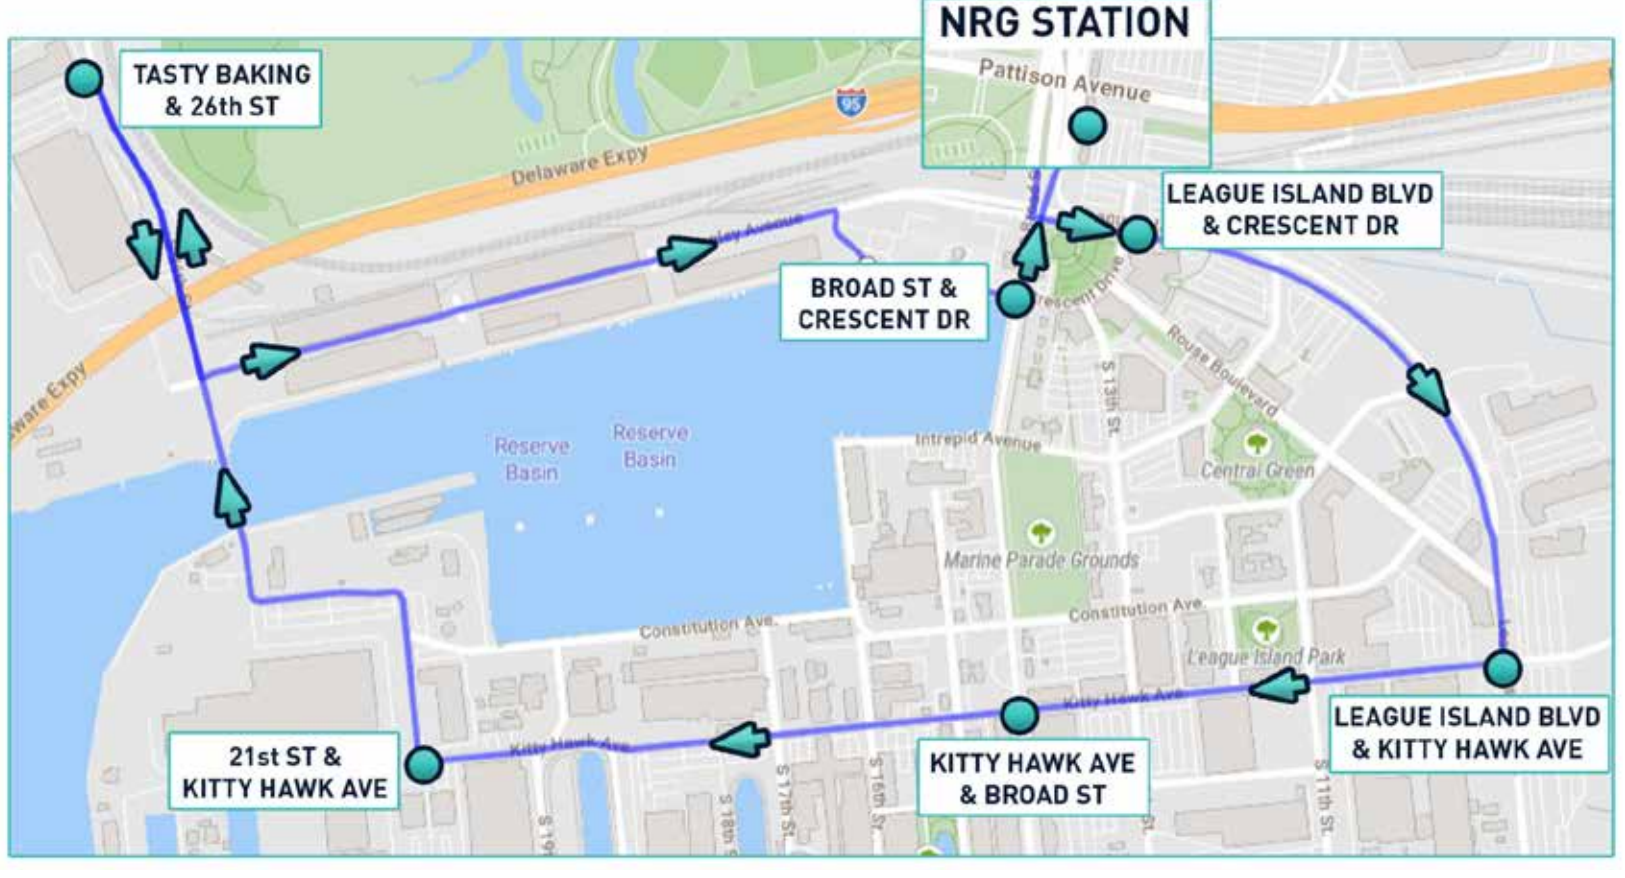 NRG STATION
Pattison Avenue
TASTY BAKING
& 26th ST
95
Delaware Expy
LEAGUE ISLAND BLVD
& CRESCENT DR
BROAD ST &
CRESCENT DR
Crescent Drive
Rouse Boulevard
S 13th St.
Reserve
Basin
Reserve
Basin
Intrepid Avenue
Central Green
Marine Parade Grounds
Constitution Ave.
Constitution Ave.
League Island Park
Kitty Hawk Ave.
Kitty Hawk Ave.
LEAGUE ISLAND BLVD
& KITTY HAWK AVE
21st ST &
KITTY HAWK AVE
KITTY HAWK AVE
& BROAD ST
S 17th St.
S 16th St.
S 18th S
S 19t
S 11th St.